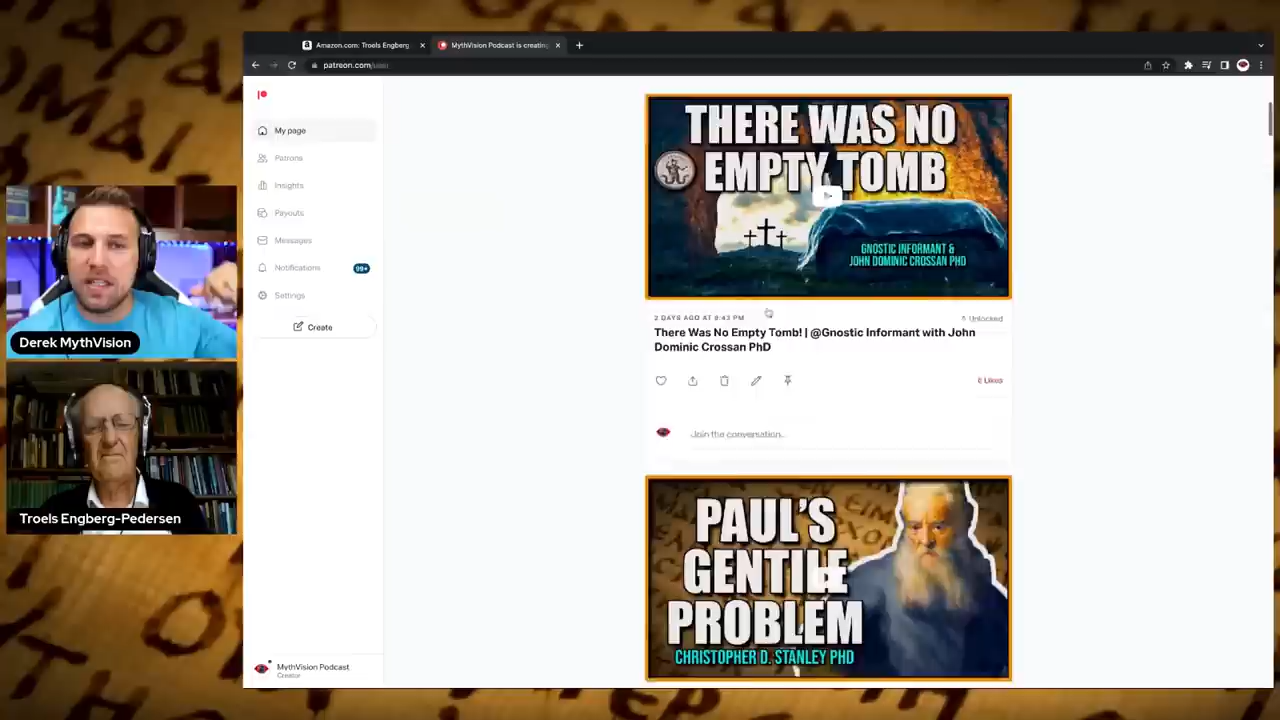 Amazon.com: Troels Engberg
MythVision Podcast is creating
patreon.com/user
My page
Patrons
Insights
Payouts
Messages
Notifications
99+
Settings
Create
MythVision Podcast
Creator
Derek MythVision
Troels Engberg-Pedersen
THERE WAS NO
EMPTY TOMB
GNOSTIC INFORMANT &
JOHN DOMINIC CROSSAN PHD
2 DAYS AGO AT 9:43 PM
Unlocked
There Was No Empty Tomb! | @Gnostic Informant with John
Dominic Crossan PhD
Likes
Join the conversation...
PAUL'S
GENTILE
PROBLEM
CHRISTOPHER D. STANLEY PHD